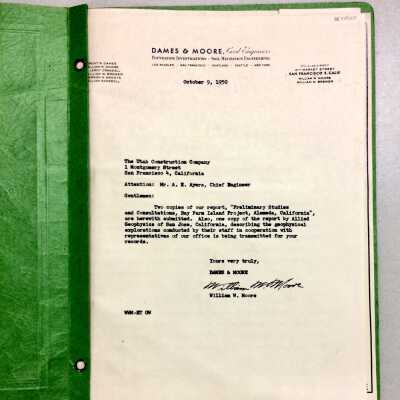 DAMES & MOORE, Civil Engineers
FOUNDATION INVESTIGATIONS · SOIL MECHANICS ENGINEERING
LOS ANGELES SAN FRANCISCO PORTLAND SEATTLE NEW YORK
MARKET STREET
SAN FRANCISCO 5, CALIF.
WILLIAM W. MOORE
October 9, 1950
The Utah Construction Company
1 Montgomery Street
San Francisco 4, California
Attention: Mr. A. E. Ayers, Chief Engineer
Gentlemen:
Two copies of our report, "Preliminary Studies
and Consultations, Bay Farm Island Project, Alameda, California",
are herewith submitted. Also, one copy of the report by Allied
Geophysics of San Jose, California, describing the geophysical
explorations conducted by their staff in cooperation with
representatives of our office is being transmitted for your
records.
Yours very truly,
DAMES & MOORE
William W Moore
William W. Moore